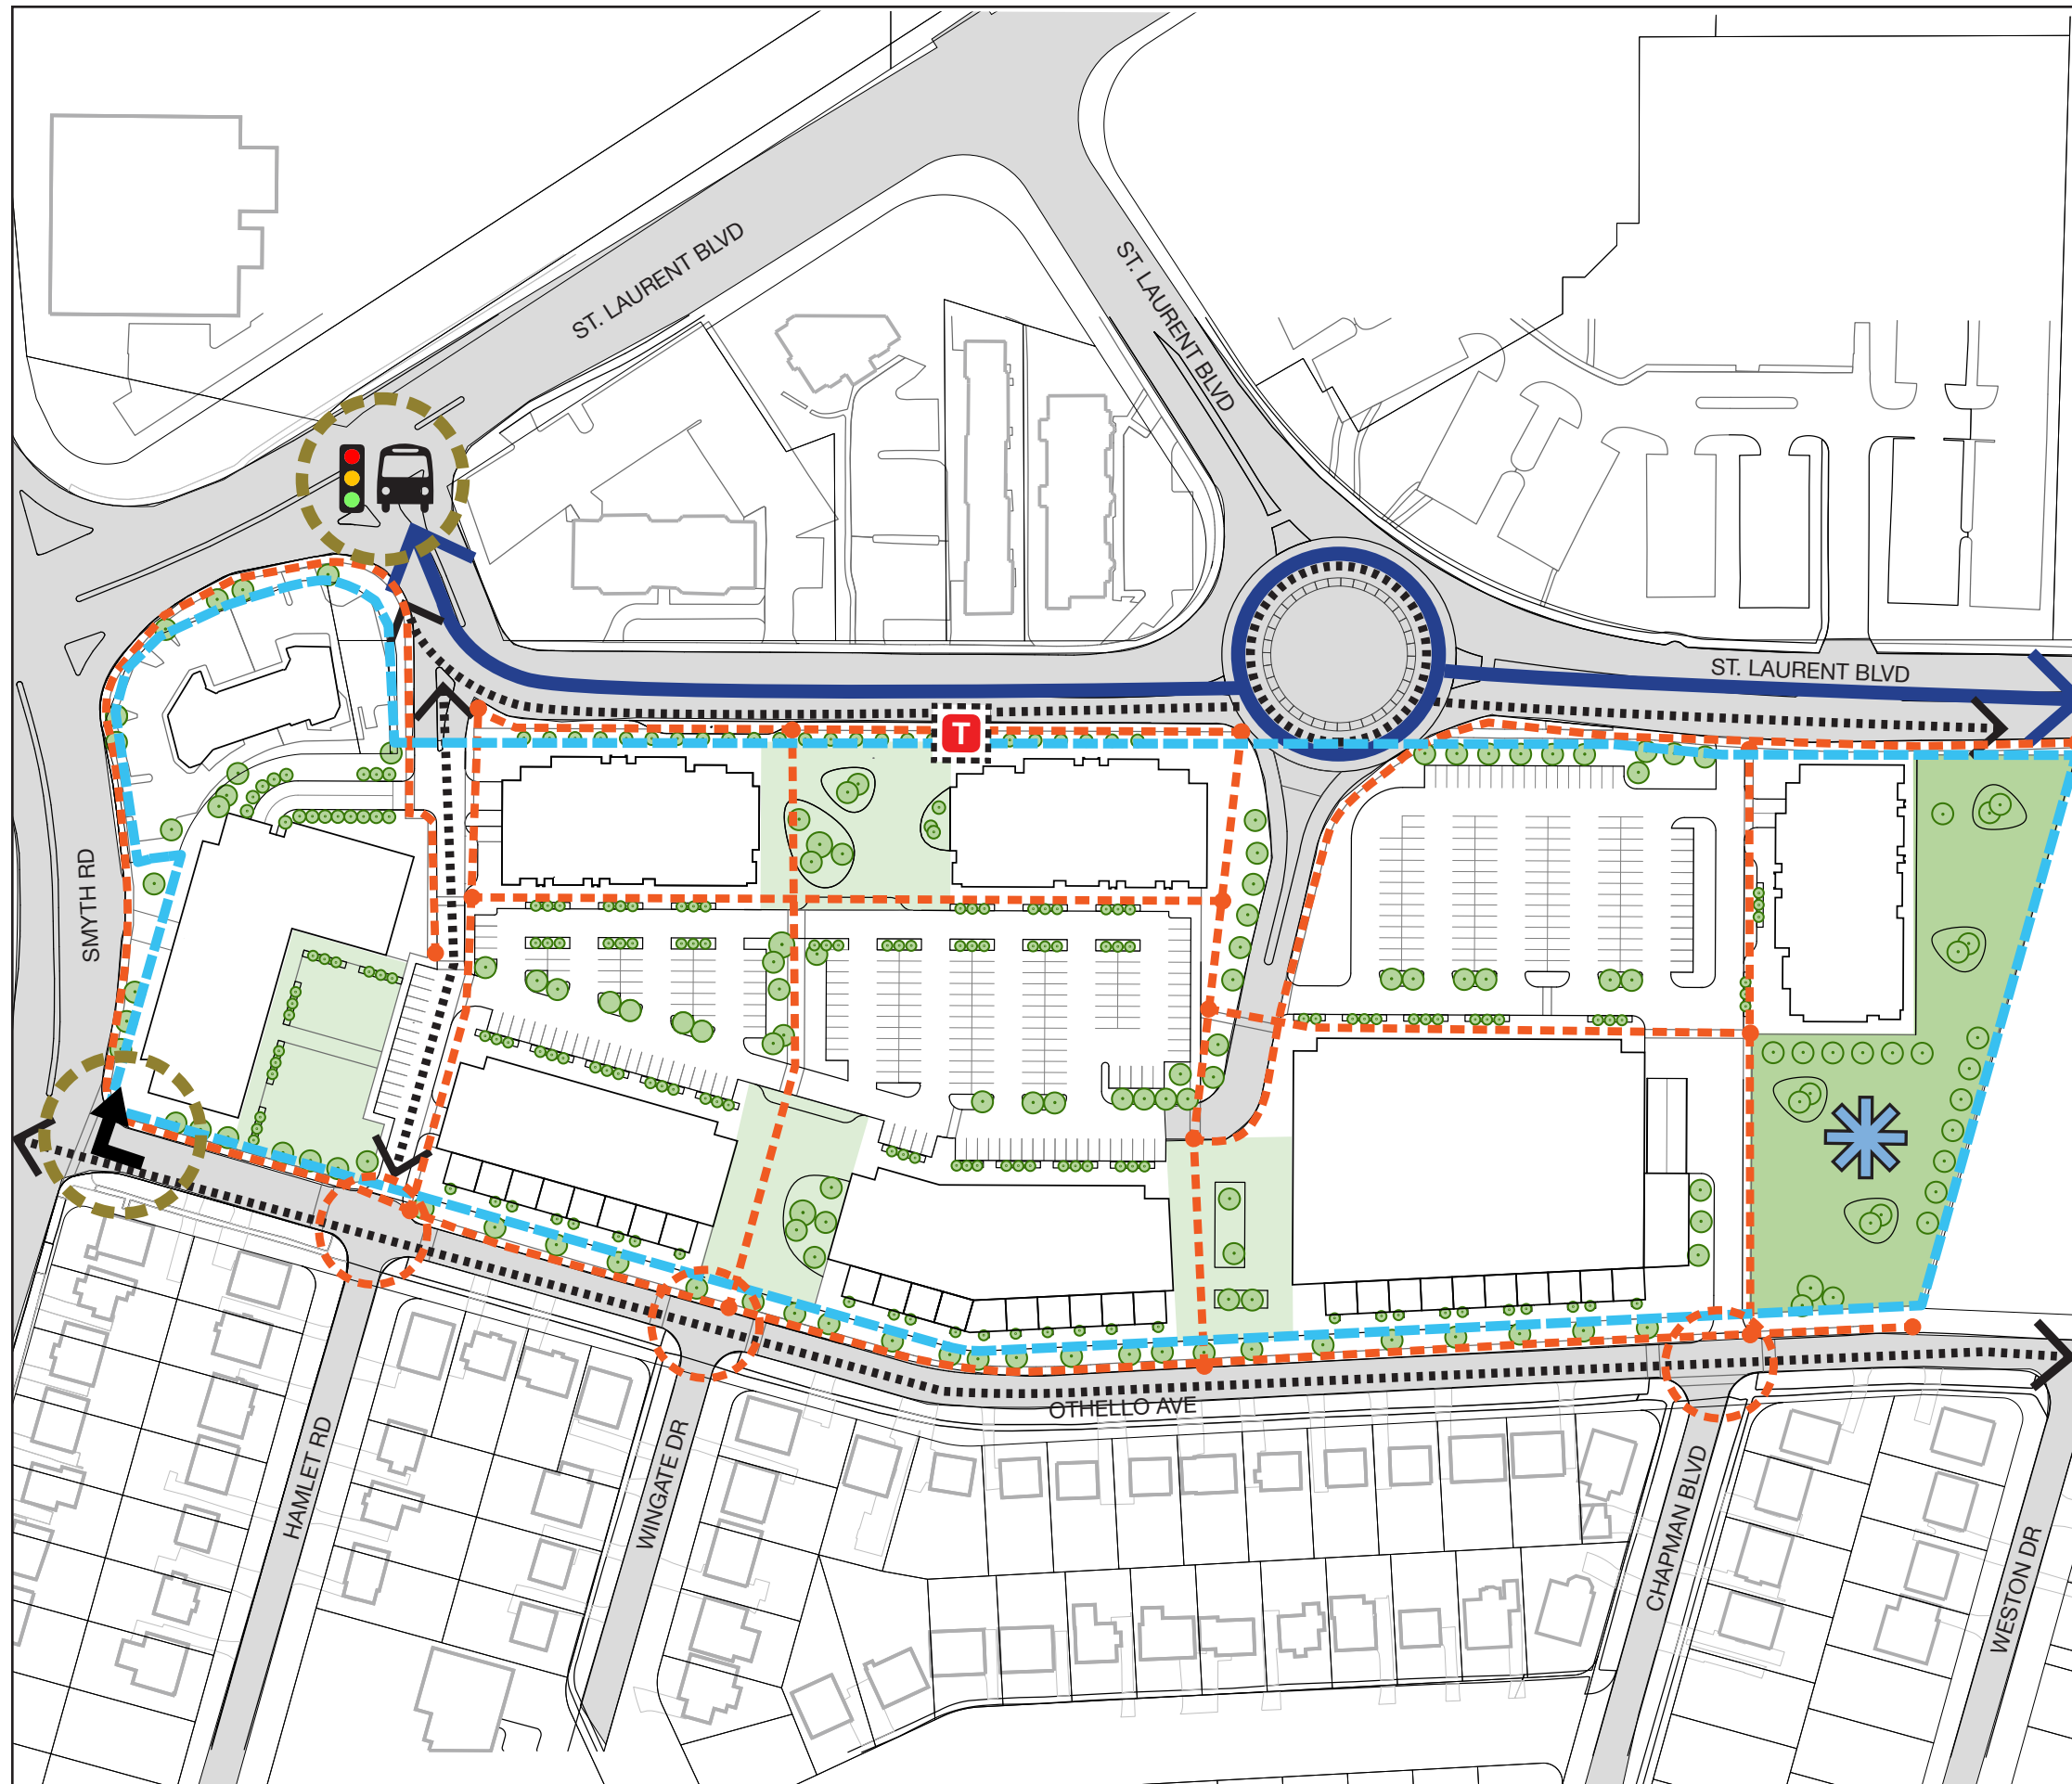 ST. LAURENT BLVD
ST. LAURENT BLVD
ST. LAURENT BLVD
T
SMYTH RD
OTHELLO AVE
HAMLET RD
WINGATE DR
CHAPMAN BLVD
WESTON DR